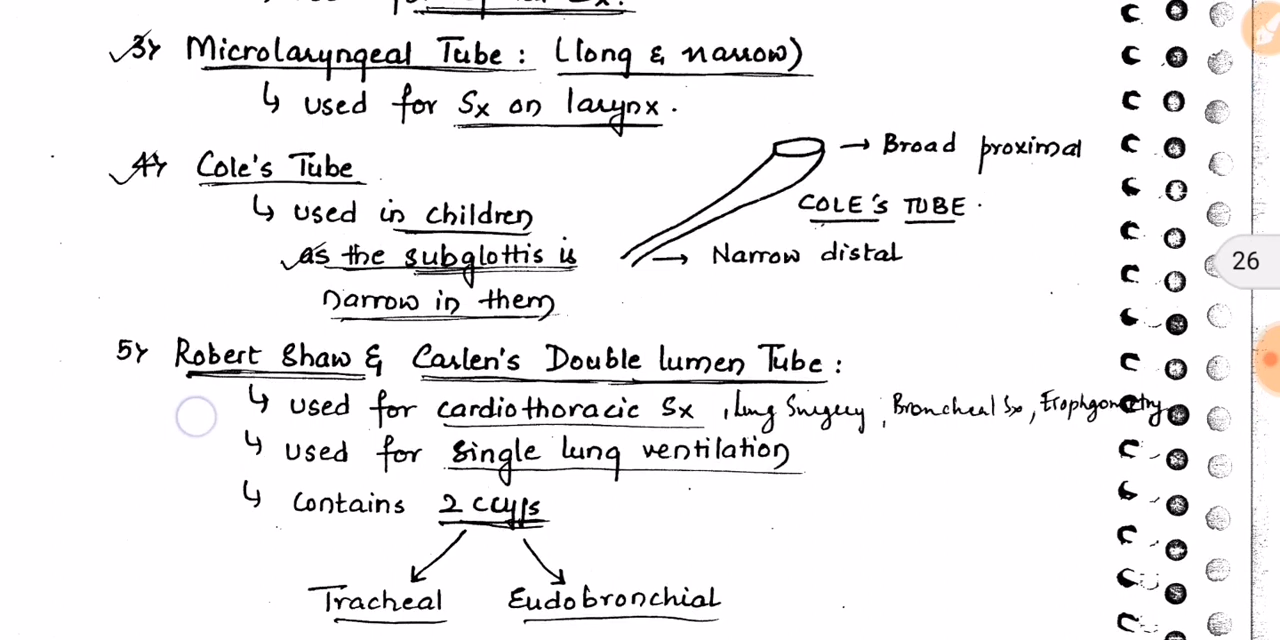 3) Microlaryngeal Tube : (long & narrow)
↳ used for Sx on larynx .
4) Cole's Tube
→ Broad proximal
↳ used in children
COLE's TUBE .
as the subglottis is
→ Narrow distal
narrow in them
26
5) Robert Shaw & Carlen's Double lumen Tube :
↳ used for cardiothoracic Sx , lung Surgery , Broncheal Sx ,
↳ used for single lung ventilation
↳ Contains 2 cuffs
Tracheal Eudobronchial